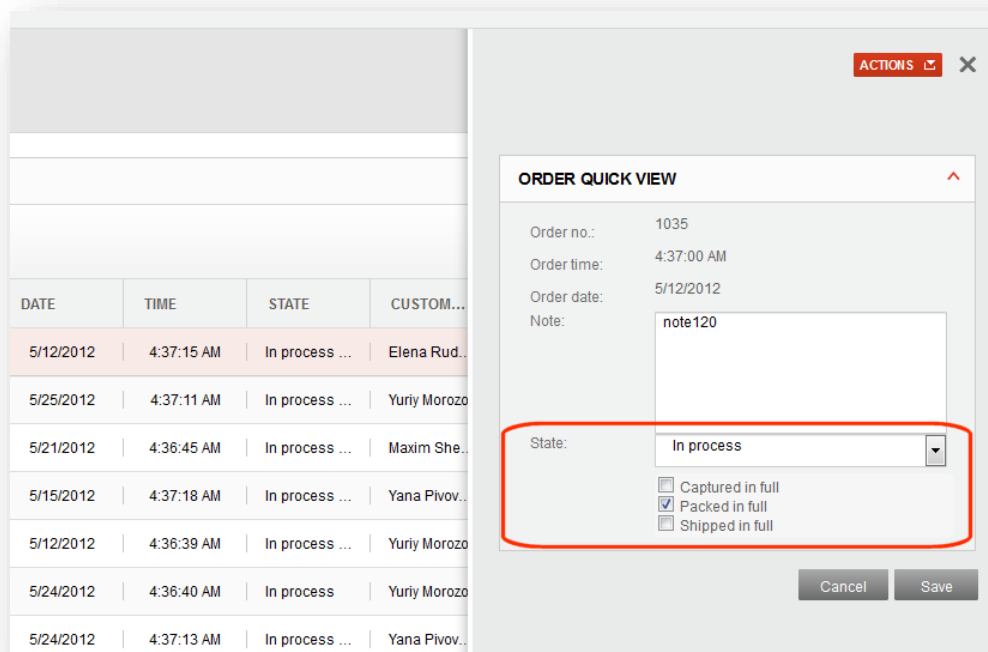 ACTIONS
ORDER QUICK VIEW
Order no.: 1035
Order time: 4:37:00 AM
Order date: 5/12/2012
Note: note120
State: In process
Captured in full
Packed in full
Shipped in full
Cancel Save
DATE TIME STATE CUSTOM...
5/12/2012 4:37:15 AM In process ... Elena Rud...
5/25/2012 4:37:11 AM In process ... Yuriy Morozo
5/21/2012 4:36:45 AM In process ... Maxim She...
5/15/2012 4:37:18 AM In process ... Yana Pivov...
5/12/2012 4:36:39 AM In process ... Yuriy Morozo
5/24/2012 4:36:40 AM In process Yuriy Morozo
5/24/2012 4:37:13 AM In process ... Yana Pivov...